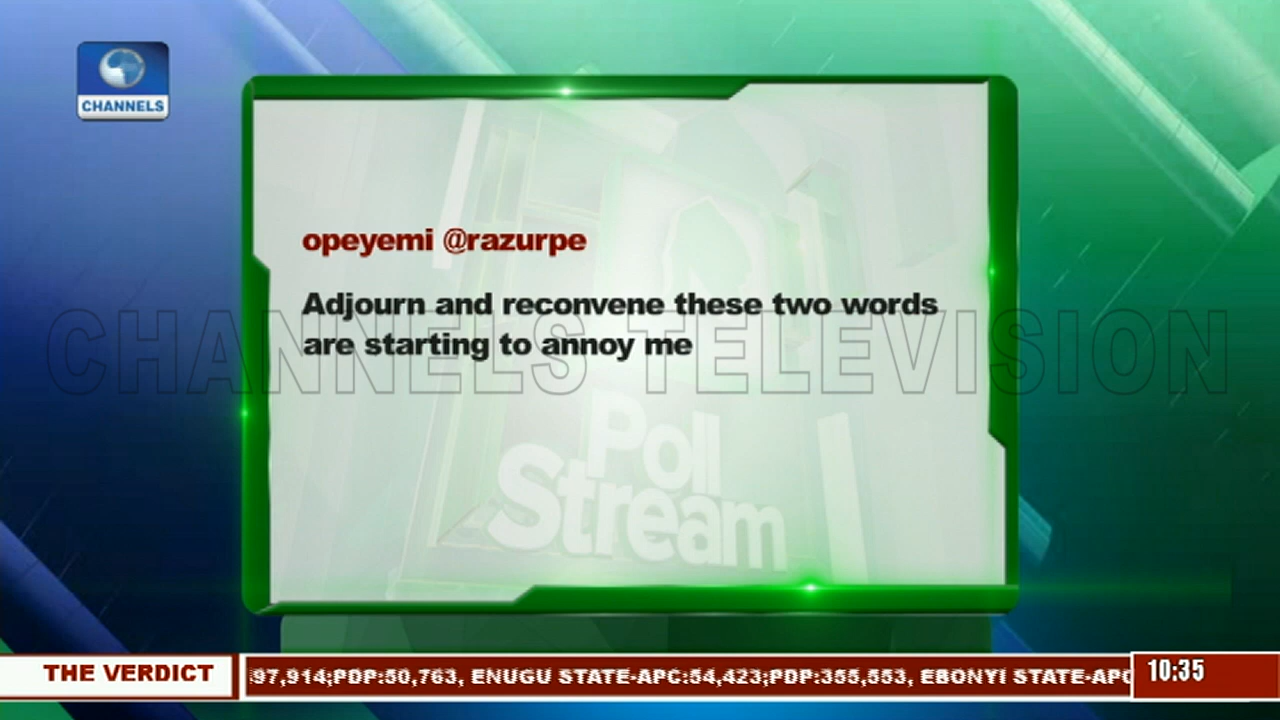 CHANNELS
opeyemi @razurpe
Adjourn and reconvene these two words
are starting to annoy me
CHANNELS TELEVISION
Poll
Stream
THE VERDICT
97,914;PDP:50,763, ENUGU STATE-APC:54,423;PDP:355,553, EBONYI STATE-APC
10:35